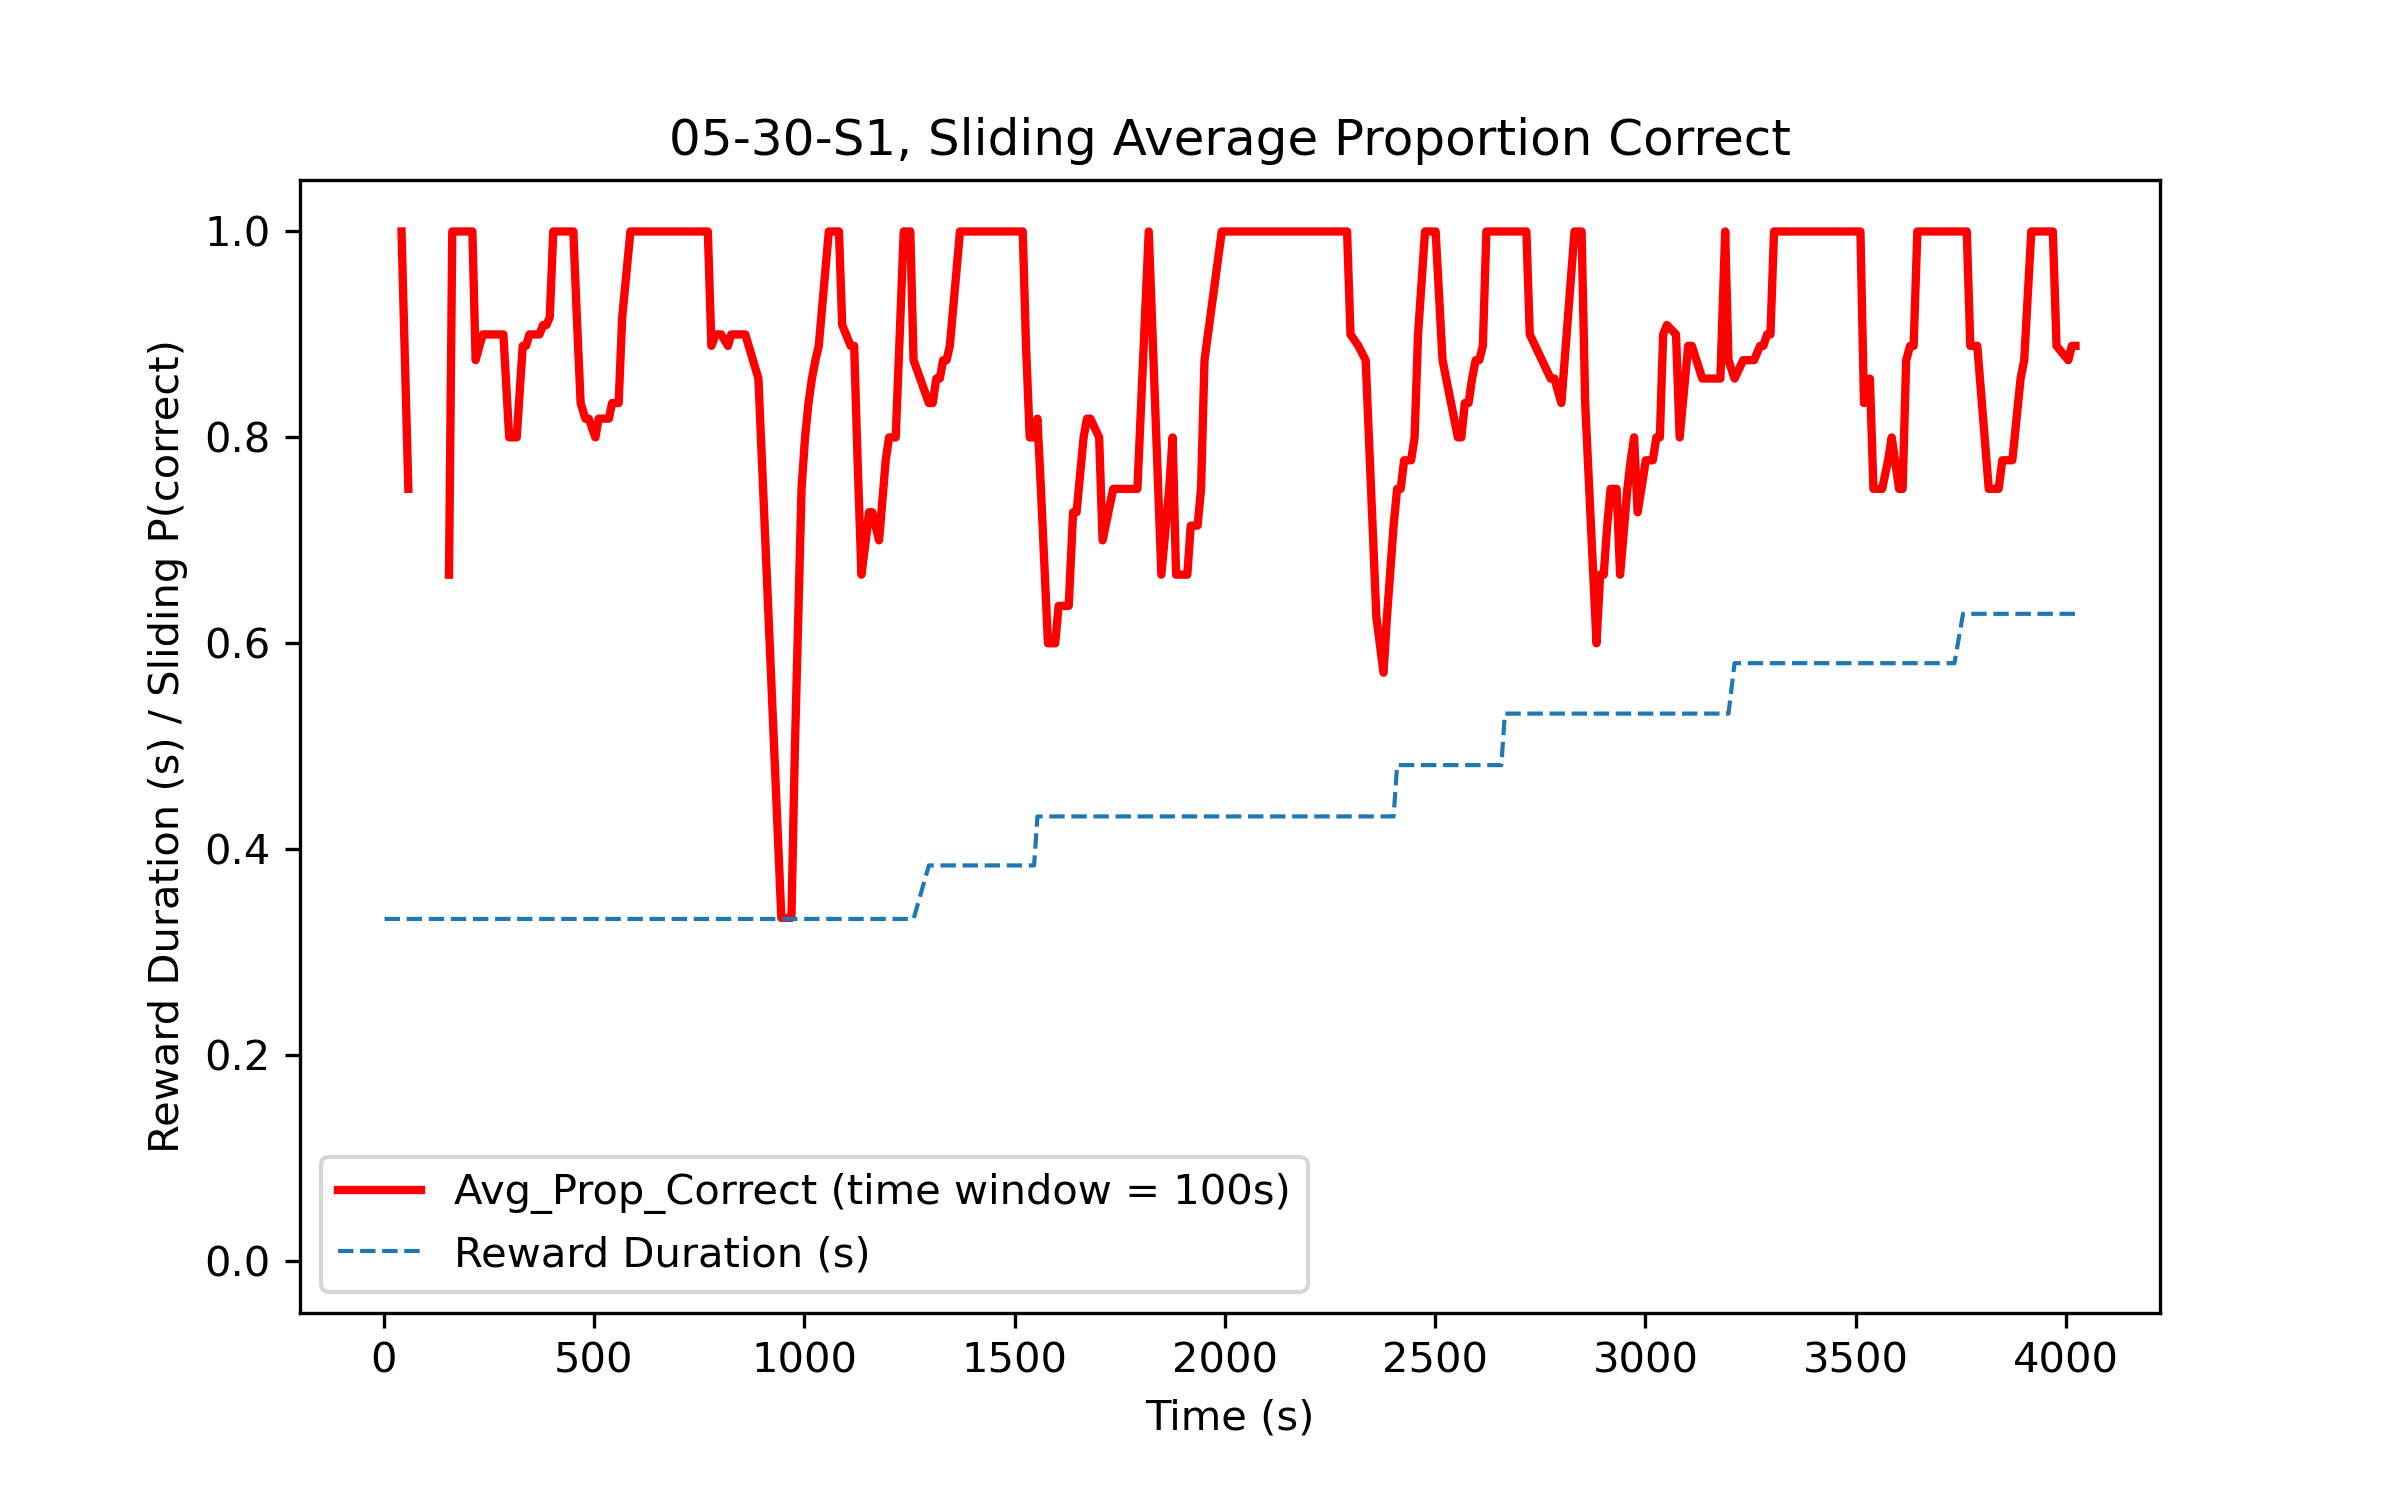 05-30-S1, Sliding Average Proportion Correct
Reward Duration (s) / Sliding P(correct)
1.0
0.8
0.6
0.4
0.2
0.0
Avg_Prop_Correct (time window = 100s)
Reward Duration (s)
0 500 1000 1500 2000 2500 3000 3500 4000
Time (s)